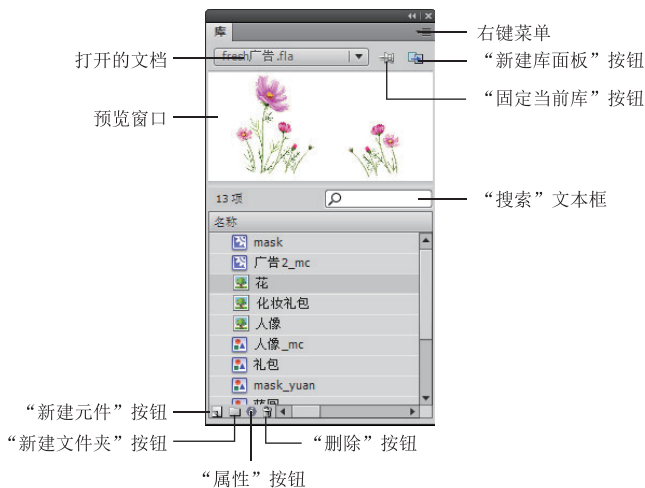 库
右键菜单
打开的文档
fresh广告.fla
“新建库面板”按钮
“固定当前库”按钮
预览窗口
13 项
“搜索”文本框
名称
mask
广告2_mc
花
化妆礼包
人像
人像_mc
礼包
mask_yuan
蓝圆
“新建元件”按钮
“新建文件夹”按钮
“删除”按钮
“属性”按钮